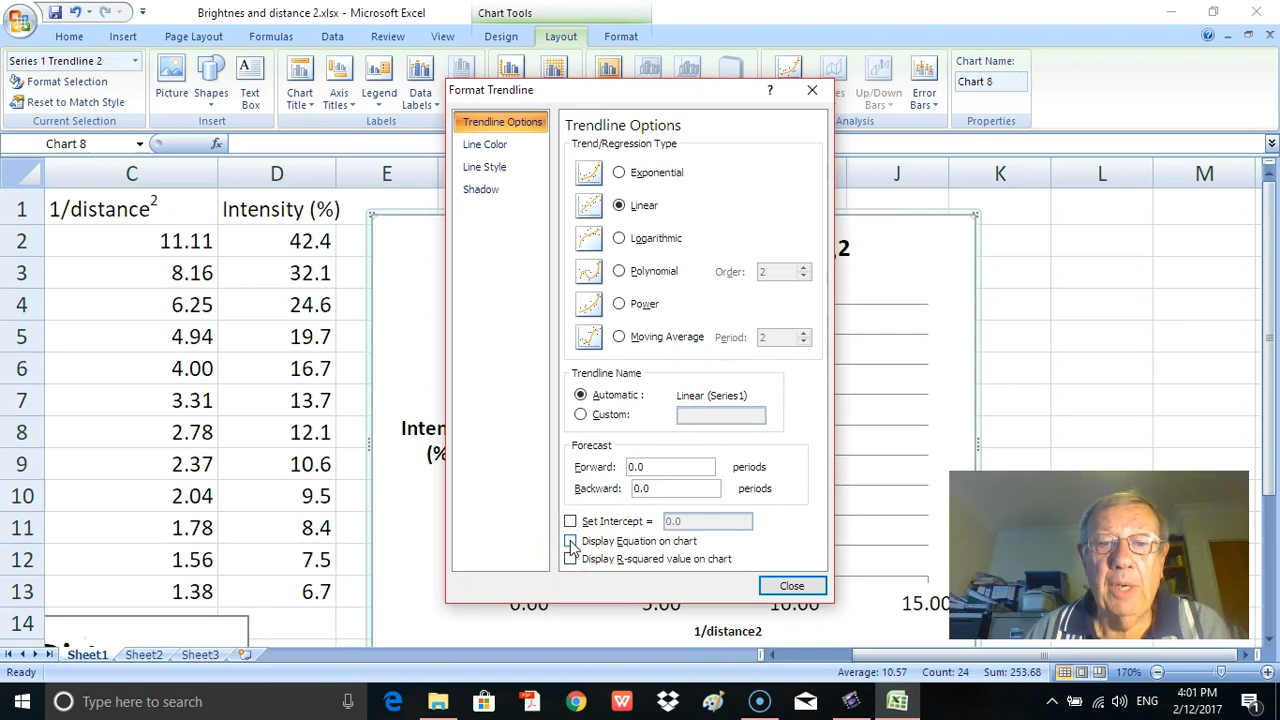 Brightnes and distance 2.xlsx - Microsoft Excel
Chart Tools
Home Insert Page Layout Formulas Data Review View Design Layout Format
Series 1 Trendline 2
Format Selection
Reset to Match Style
Current Selection
Picture Shapes Text Box
Insert
Chart Title Axis Titles Legend Data Labels
Labels
Up/Down Bars Error Bars
Analysis
Chart Name:
Chart 8
Properties
Chart 8
fx
C D E J K L M
1 1/distance2 Intensity (%)
2 11.11 42.4
3 8.16 32.1
4 6.25 24.6
5 4.94 19.7
6 4.00 16.7
7 3.31 13.7
8 2.78 12.1
9 2.37 10.6
10 2.04 9.5
11 1.78 8.4
12 1.56 7.5
13 1.38 6.7
14
Format Trendline
Trendline Options
Line Color
Line Style
Shadow
Trendline Options
Trend/Regression Type
Exponential
Linear
Logarithmic
Polynomial Order: 2
Power
Moving Average Period: 2
Trendline Name
Automatic : Linear (Series1)
Custom:
Forecast
Forward: 0.0 periods
Backward: 0.0 periods
Set Intercept = 0.0
Display Equation on chart
Display R-squared value on chart
Close
0.00 5.00 10.00 15.00
1/distance2
Sheet1 Sheet2 Sheet3
Ready Average: 10.57 Count: 24 Sum: 253.68 170%
Type here to search
ENG
4:01 PM
2/12/2017